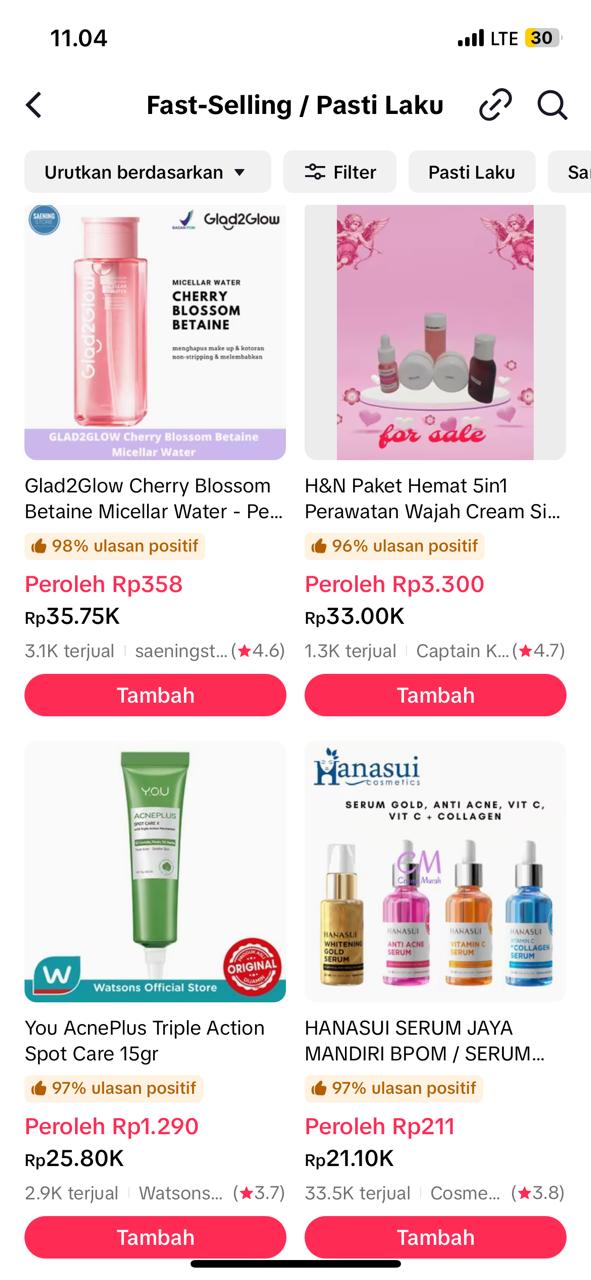 11.04
LTE 30
Fast-Selling / Pasti Laku
Urutkan berdasarkan
Filter
Pasti Laku
Sa
SAENING STORE
BADAN POM
Glad2Glow
MICELLAR WATER
CHERRY
BLOSSOM
BETAINE
menghapus make up & kotoran
non-stripping & melembabkan
Glad2Glow
GLAD2GLOW Cherry Blossom Betaine
Micellar Water
for sale
Glad2Glow Cherry Blossom
Betaine Micellar Water - Pe...
98% ulasan positif
Peroleh Rp358
Rp35.75K
3.1K terjual
saeningst... (★4.6)
Tambah
H&N Paket Hemat 5in1
Perawatan Wajah Cream Si...
96% ulasan positif
Peroleh Rp3.300
Rp33.00K
1.3K terjual
Captain K... (★4.7)
Tambah
Y.O.U
ACNEPLUS
SPOT CARE
ORIGINAL
W
Watsons Official Store
Hanasui
cosmetics
SERUM GOLD, ANTI ACNE, VIT C,
VIT C + COLLAGEN
CM
HANASUI
WHITENING
GOLD
SERUM
HANASUI
ANTI ACNE
SERUM
HANASUI
VITAMIN C
SERUM
HANASUI
VITAMIN C
+COLLAGEN
SERUM
You AcnePlus Triple Action
Spot Care 15gr
97% ulasan positif
Peroleh Rp1.290
Rp25.80K
2.9K terjual
Watsons... (★3.7)
Tambah
HANASUI SERUM JAYA
MANDIRI BPOM / SERUM...
97% ulasan positif
Peroleh Rp211
Rp21.10K
33.5K terjual
Cosme... (★3.8)
Tambah